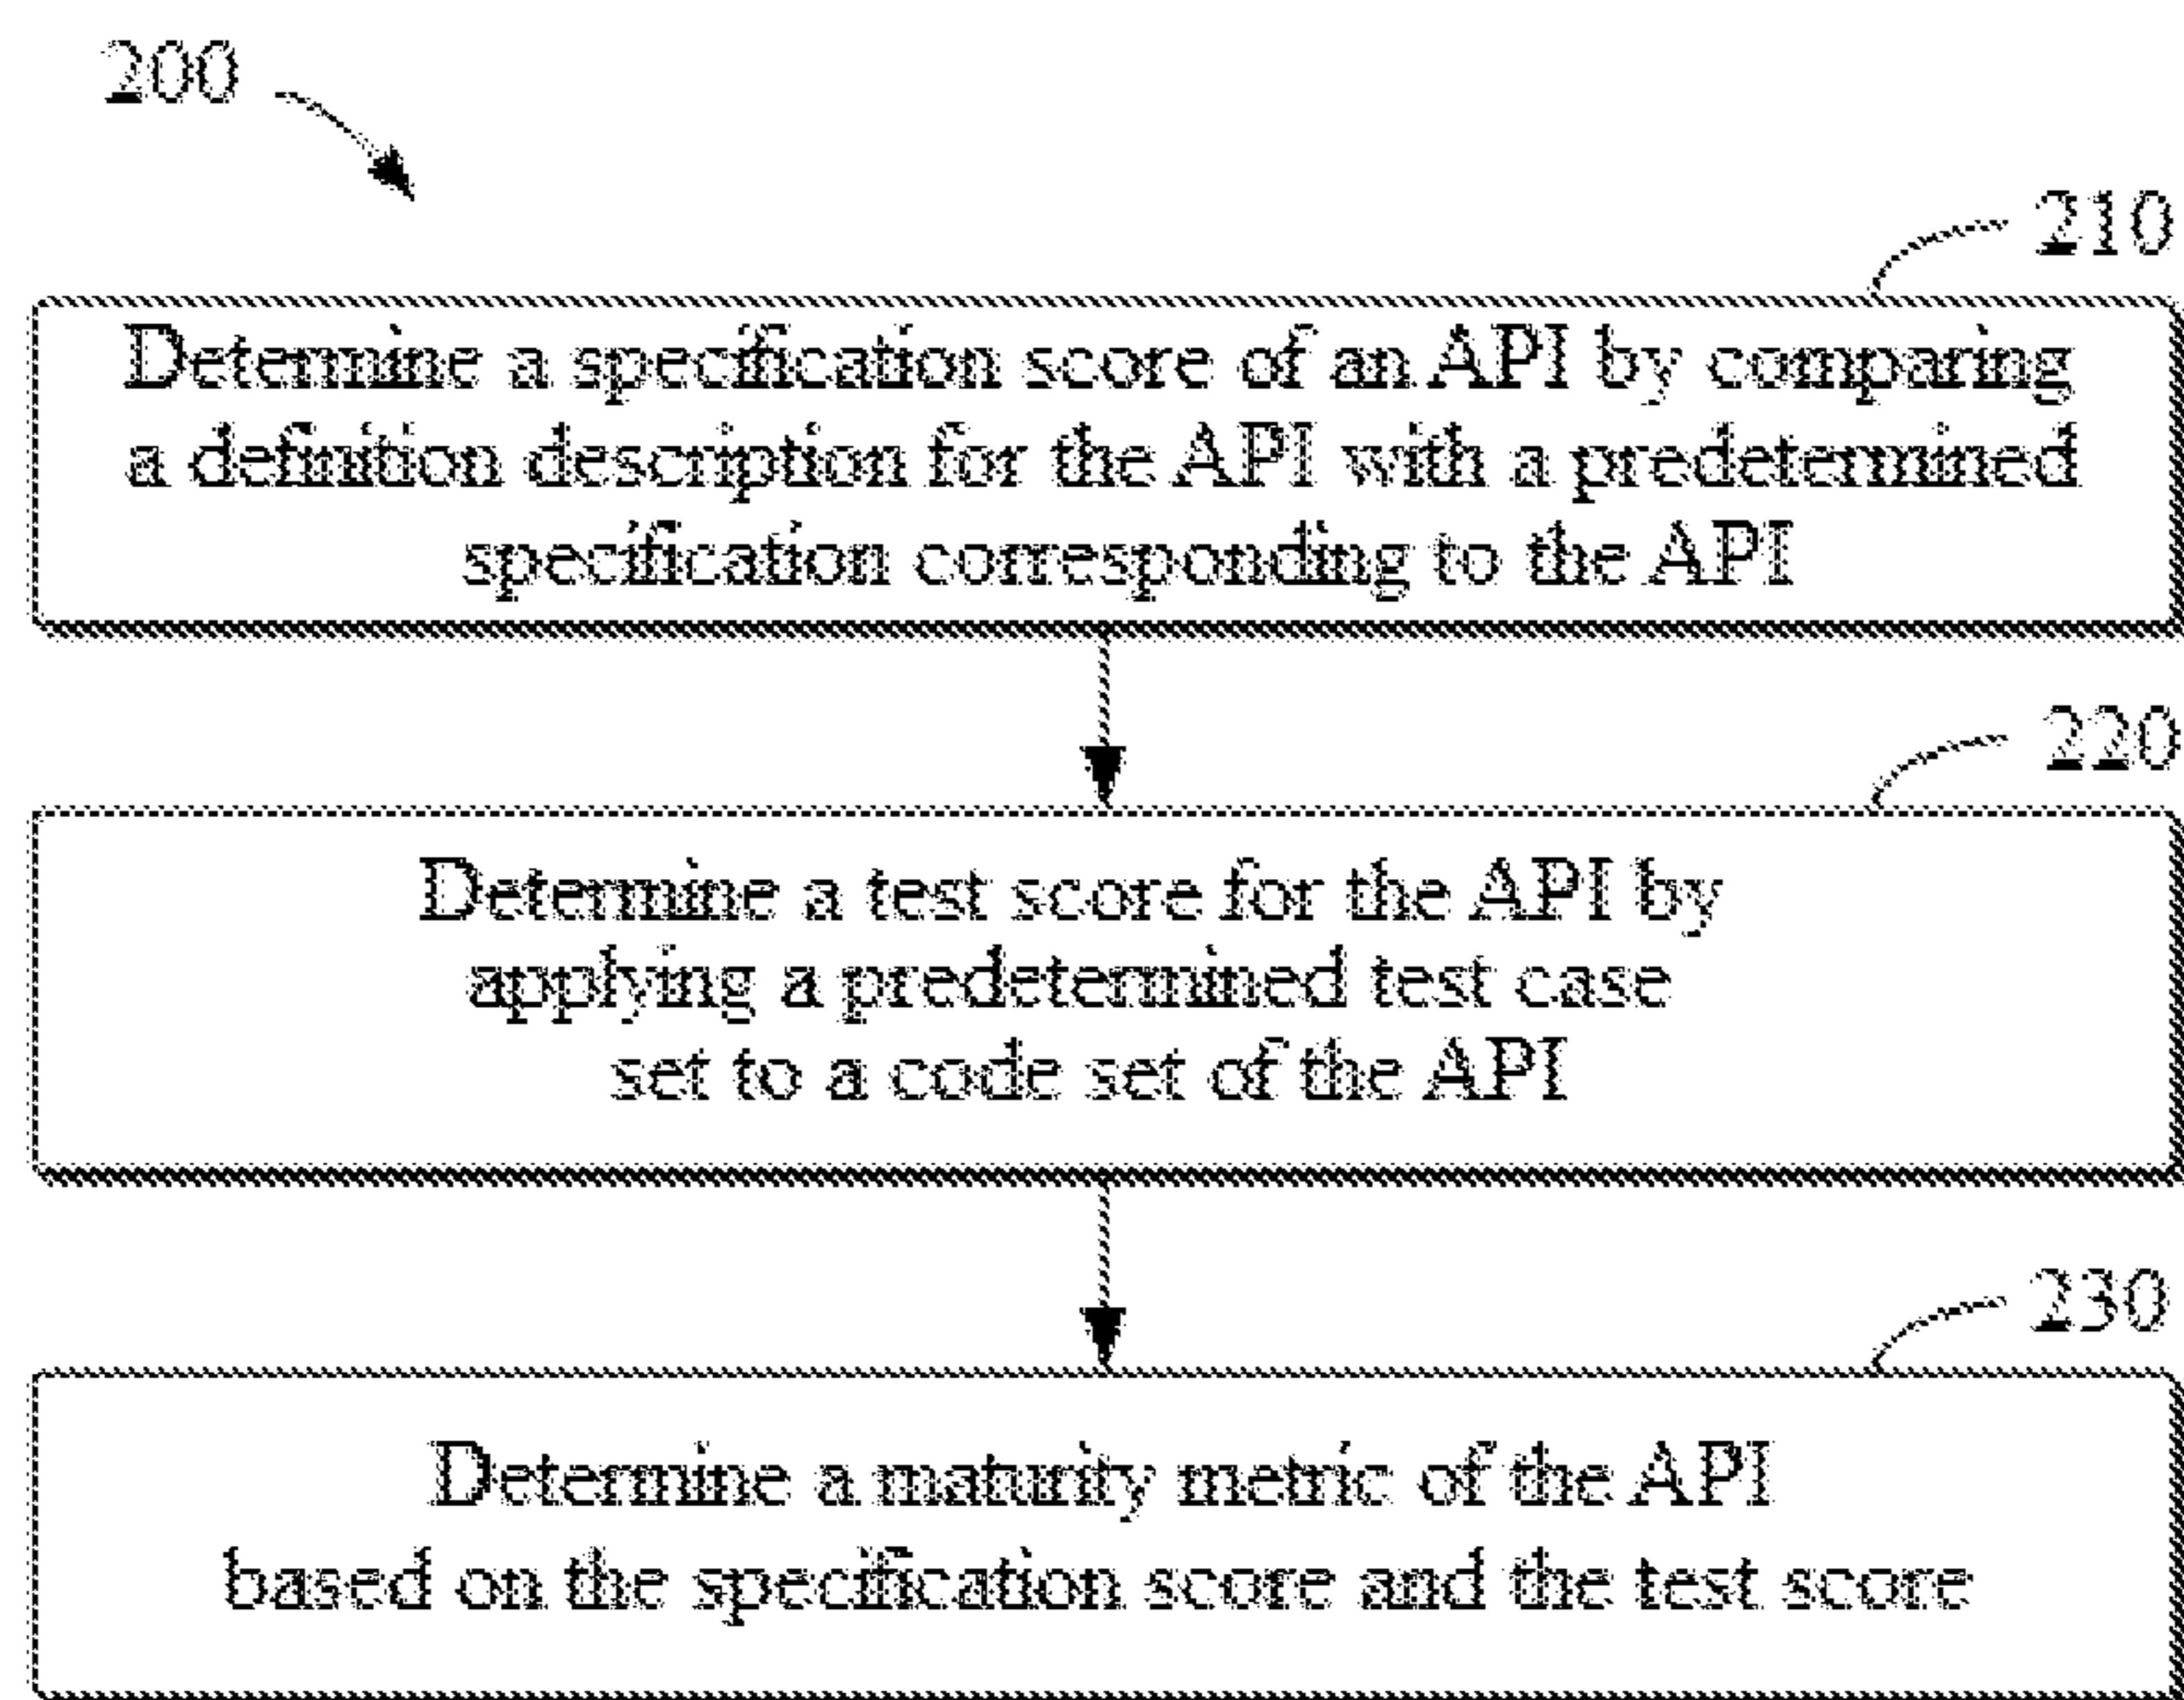 200
210
Determine a specification score of an API by comparing
a definition description for the API with a predetermined
specification corresponding to the API
220
Determine a test score for the API by
applying a predetermined test case
set to a code set of the API
230
Determine a maturity metric of the API
based on the specification score and the test score